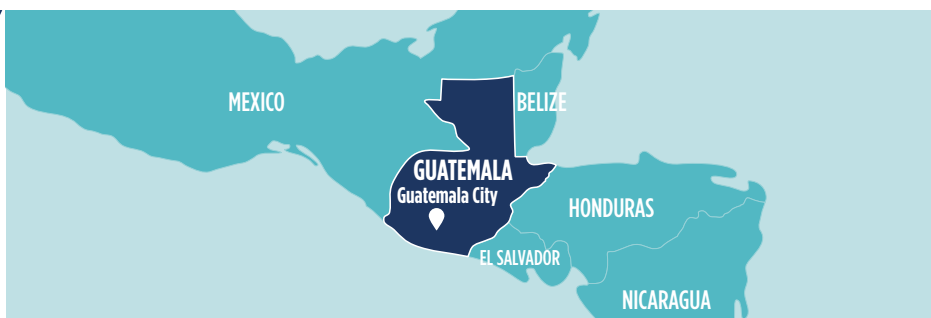 MEXICO
BELIZE
GUATEMALA
Guatemala City
HONDURAS
EL SALVADOR
NICARAGUA